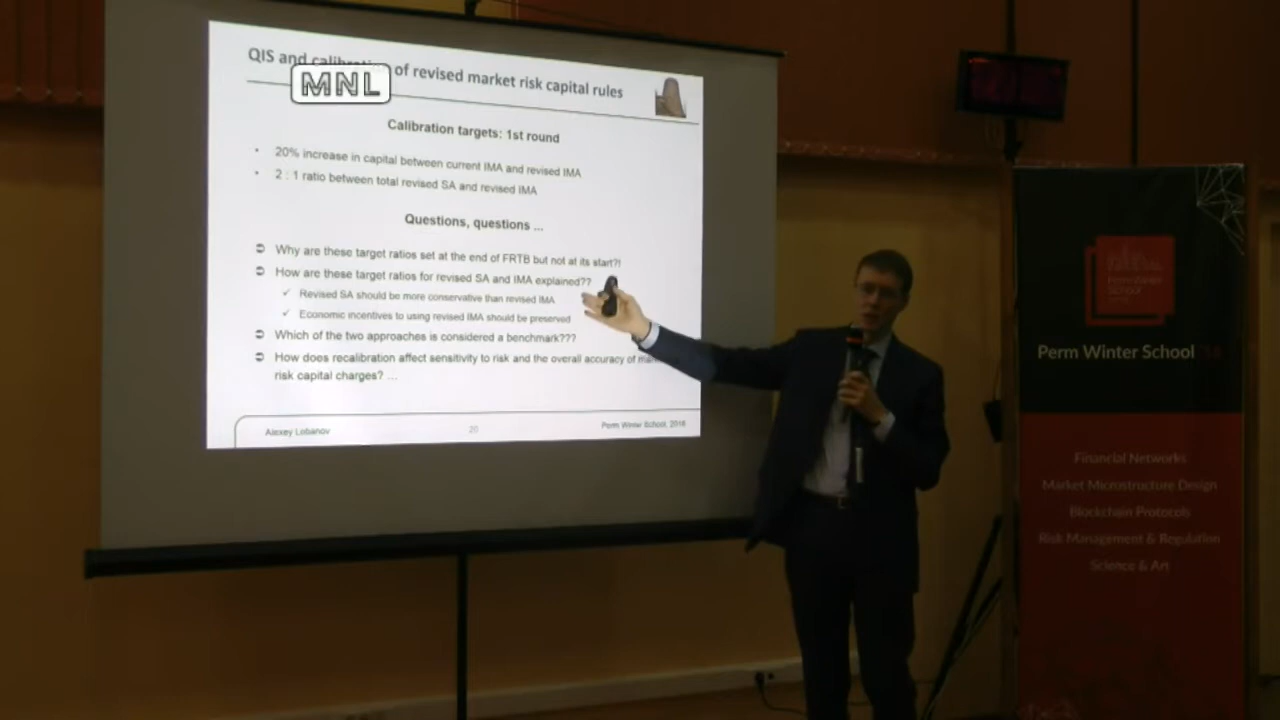 QIS and calibration of revised market risk capital rules
MNL
Calibration targets: 1st round
20% increase in capital between current IMA and revised IMA
2 : 1 ratio between total revised SA and revised IMA
Questions, questions ...
Why are these target ratios set at the end of FRTB but not at its start?!
How are these target ratios for revised SA and IMA explained??
Revised SA should be more conservative than revised IMA
Economic incentives to using revised IMA should be preserved
Which of the two approaches is considered a benchmark???
How does recalibration affect sensitivity to risk and the overall accuracy of
risk capital charges? ...
Alexey Lobanov
20
Perm Winter School, 2016
Perm Winter School
Financial Networks
Market Microstructure Design
Blockchain Protocols
Risk Management & Regulation
Science & Art